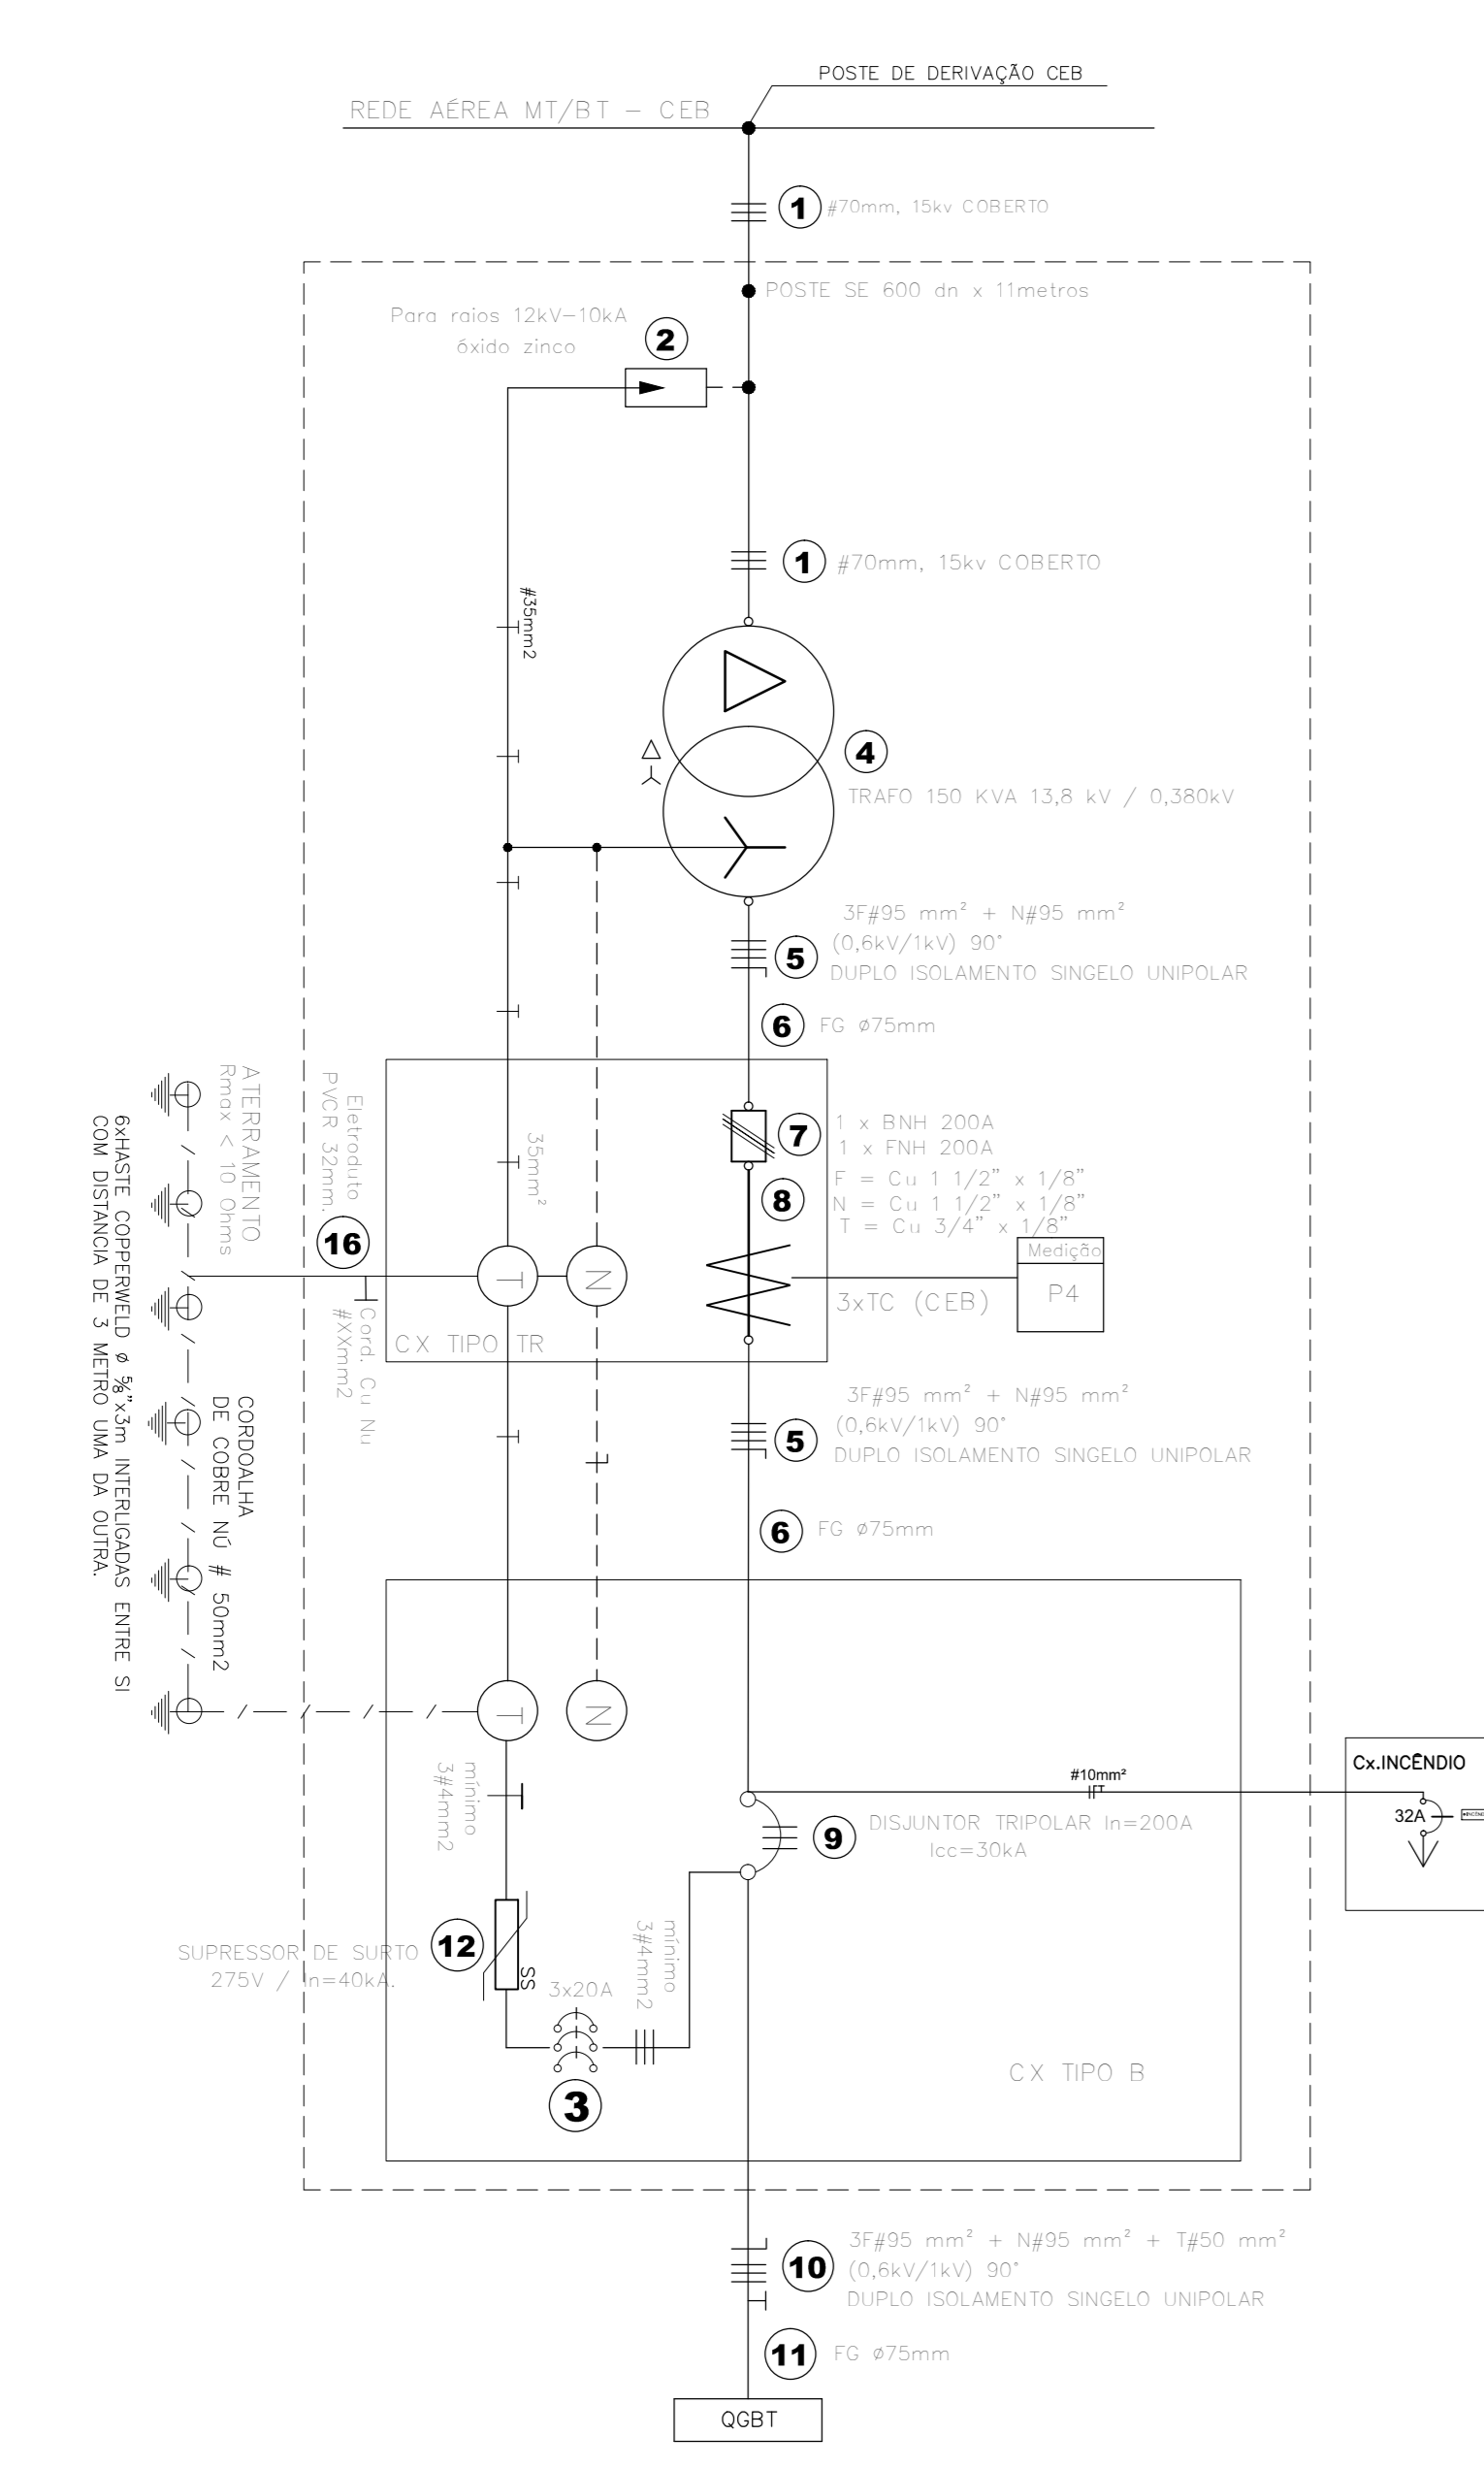 POSTE DE DERIVAÇÃO CEB
REDE AÉREA MT/BT - CEB
1
#70mm, 15kv COBERTO
POSTE SE 600 dn x 11metros
Para raios 12kV-10kA
óxido zinco
2
1
#70mm, 15kv COBERTO
#35mm2
4
TRAFO 150 KVA 13,8 kV / 0,380kV
3F#95 mm² + N#95 mm²
(0,6kV/1kV) 90°
DUPLO ISOLAMENTO SINGELO UNIPOLAR
5
6
FG ø75mm
7
1 x BNH 200A
1 x FNH 200A
8
F = Cu 1 1/2" x 1/8"
N = Cu 1 1/2" x 1/8"
T = Cu 3/4" x 1/8"
Medição
P4
3xTC (CEB)
35mm²
T
N
CX TIPO TR
Eletroduto
PVCR 32mm.
16
Cord. Cu Nu
#XXmm2
ATERRAMENTO
Rmax < 10 Ohms
6xHASTE COPPERWELD ø 5/8"x3m INTERLIGADAS ENTRE SI
COM DISTANCIA DE 3 METRO UMA DA OUTRA.
CORDOALHA
DE COBRE NÚ # 50mm2
3F#95 mm² + N#95 mm²
(0,6kV/1kV) 90°
DUPLO ISOLAMENTO SINGELO UNIPOLAR
5
6
FG ø75mm
T
N
mínimo
3#4mm2
#10mm²
Cx.INCÊNDIO
32A
9
DISJUNTOR TRIPOLAR In=200A
Icc=30kA
12
SUPRESSOR DE SURTO
275V / In=40kA.
SS
3x20A
mínimo
3#4mm2
3
CX TIPO B
10
3F#95 mm² + N#95 mm² + T#50 mm²
(0,6kV/1kV) 90°
DUPLO ISOLAMENTO SINGELO UNIPOLAR
11
FG ø75mm
QGBT